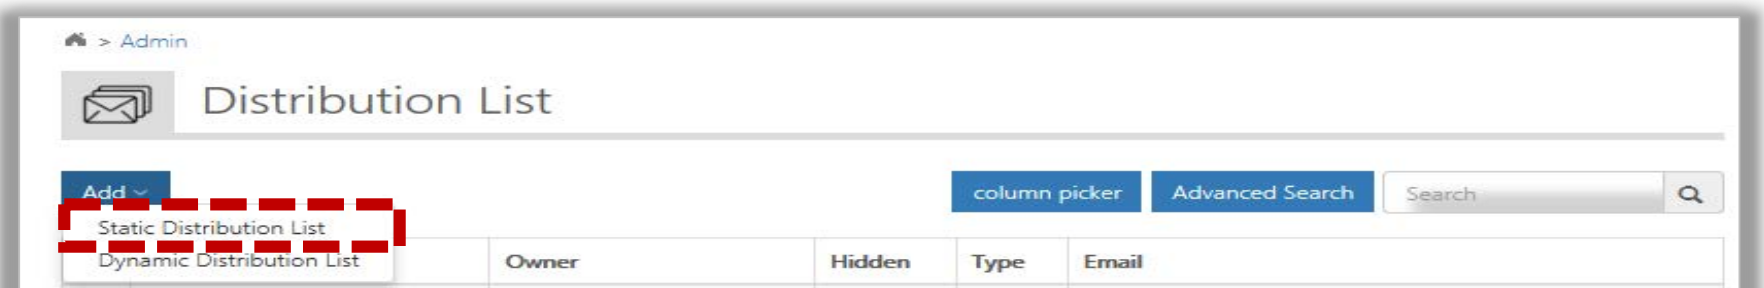 > Admin
Distribution List
Add
column picker
Advanced Search
Search
Static Distribution List
Dynamic Distribution List
Owner
Hidden
Type
Email